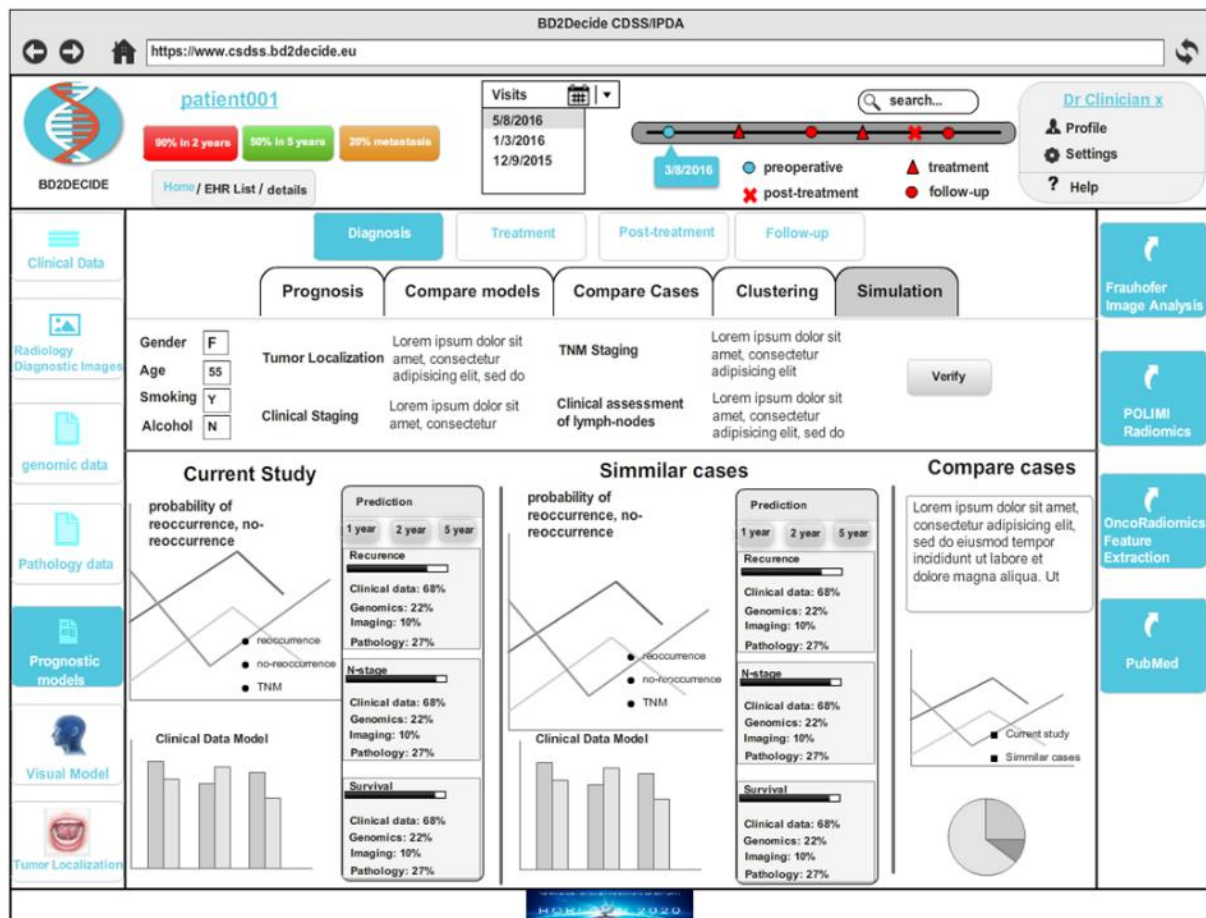 BD2Decide CDSS/IPDA
https://www.csdss.bd2decide.eu
BD2DECIDE
patient001
90% in 2 years
50% in 5 years
20% metastasis
Home / EHR List / details
Visits
5/8/2016
1/3/2016
12/9/2015
search...
3/8/2016
preoperative
treatment
post-treatment
follow-up
Dr Clinician x
Profile
Settings
? Help
Clinical Data
Radiology
Diagnostic Images
genomic data
Pathology data
Prognostic
models
Visual Model
Tumor Localization
Diagnosis
Treatment
Post-treatment
Follow-up
Prognosis
Compare models
Compare Cases
Clustering
Simulation
Gender F
Age 55
Smoking Y
Alcohol N
Tumor Localization
Lorem ipsum dolor sit
amet, consectetur
adipisicing elit, sed do
Clinical Staging
Lorem ipsum dolor sit
amet, consectetur
TNM Staging
Lorem ipsum dolor sit
amet, consectetur
adipisicing elit
Clinical assessment
of lymph-nodes
Lorem ipsum dolor sit
amet, consectetur
adipisicing elit, sed do
Verify
Current Study
probability of
reoccurrence, no-
reoccurrence
reoccurrence
no-reoccurrence
TNM
Clinical Data Model
Prediction
1 year 2 year 5 year
Recurence
Clinical data: 68%
Genomics: 22%
Imaging: 10%
Pathology: 27%
N-stage
Clinical data: 68%
Genomics: 22%
Imaging: 10%
Pathology: 27%
Survival
Clinical data: 68%
Genomics: 22%
Imaging: 10%
Pathology: 27%
Simmilar cases
probability of
reoccurrence, no-
reoccurrence
reoccurrence
no-reoccurrence
TNM
Clinical Data Model
Prediction
1 year 2 year 5 year
Recurence
Clinical data: 68%
Genomics: 22%
Imaging: 10%
Pathology: 27%
N-stage
Clinical data: 68%
Genomics: 22%
Imaging: 10%
Pathology: 27%
Survival
Clinical data: 68%
Genomics: 22%
Imaging: 10%
Pathology: 27%
Compare cases
Lorem ipsum dolor sit amet,
consectetur adipisicing elit,
sed do eiusmod tempor
incididunt ut labore et
dolore magna aliqua. Ut
Current study
Simmilar cases
Frauhofer
Image Analysis
POLIMI
Radiomics
OncoRadiomics
Feature
Extraction
PubMed
HORIZON 2020